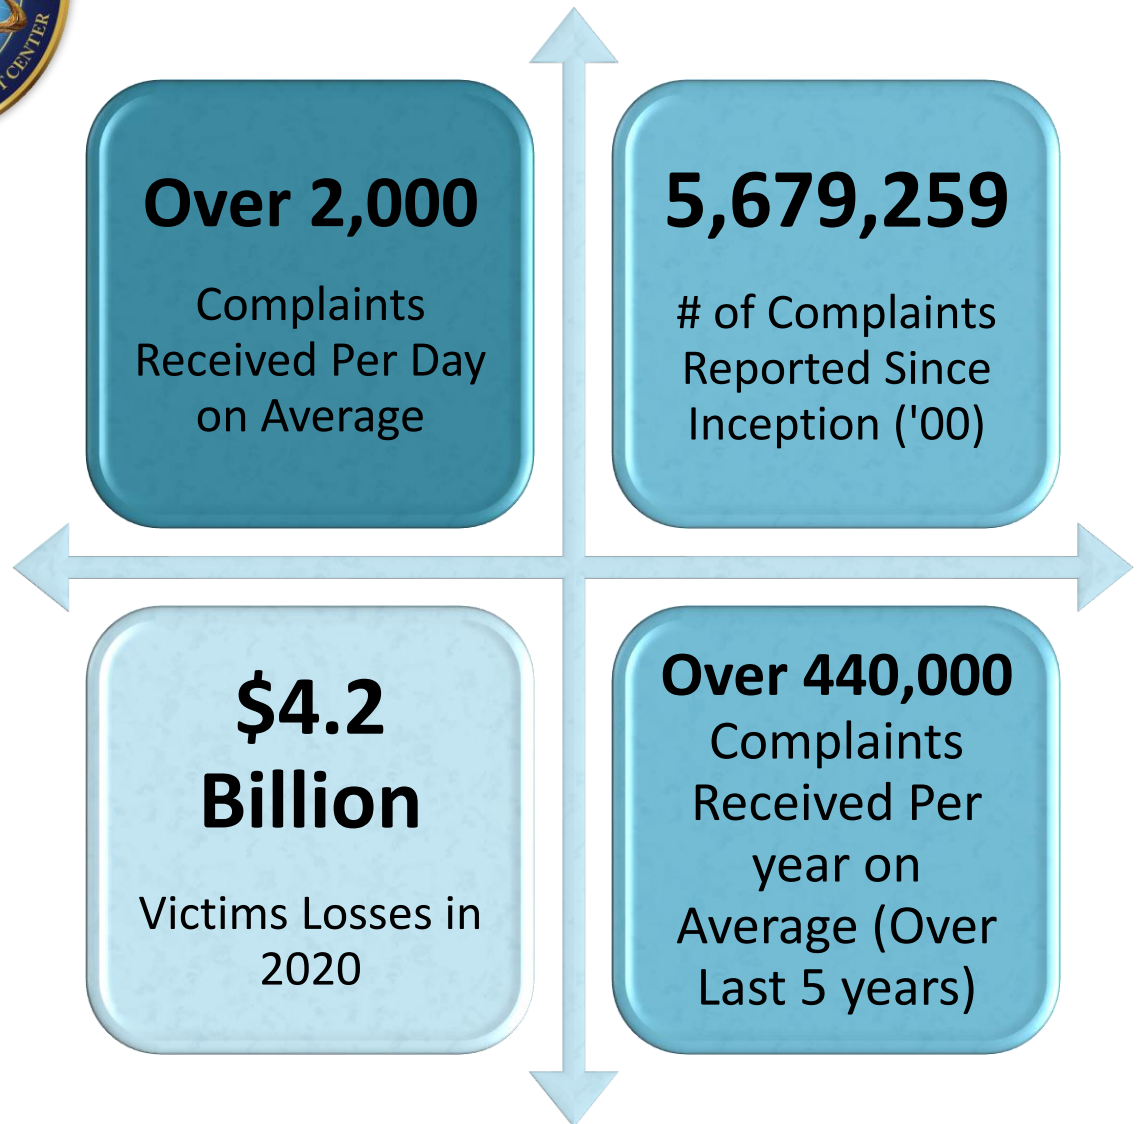 T CENTER
Over 2,000
Complaints
Received Per Day
on Average
5,679,259
# of Complaints
Reported Since
Inception ('00)
$4.2
Billion
Victims Losses in
2020
Over 440,000
Complaints
Received Per
year on
Average (Over
Last 5 years)